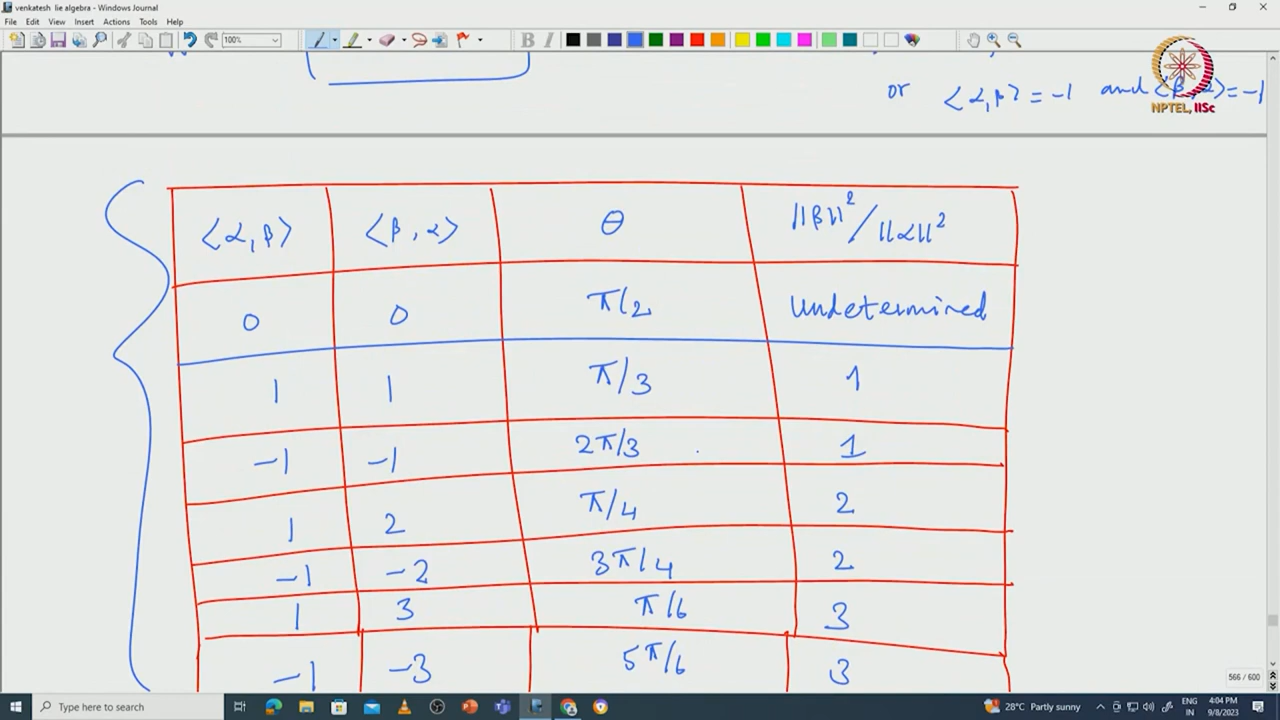 venkatesh lie algebra - Windows Journal
File Edit View Insert Actions Tools Help
100%
B I
or ⟨α,β⟩ = -1 and ⟨β,α⟩ = -1
NPTEL, IISc
⟨α,β⟩ ⟨β,α⟩ θ ||β||²/||α||²
0 0 π/2 undetermined
1 1 π/3 1
-1 -1 2π/3 1
1 2 π/4 2
-1 -2 3π/4 2
1 3 π/6 3
-1 -3 5π/6 3
566 / 600
Type here to search
28°C Partly sunny
ENG
IN
4:04 PM
9/8/2023